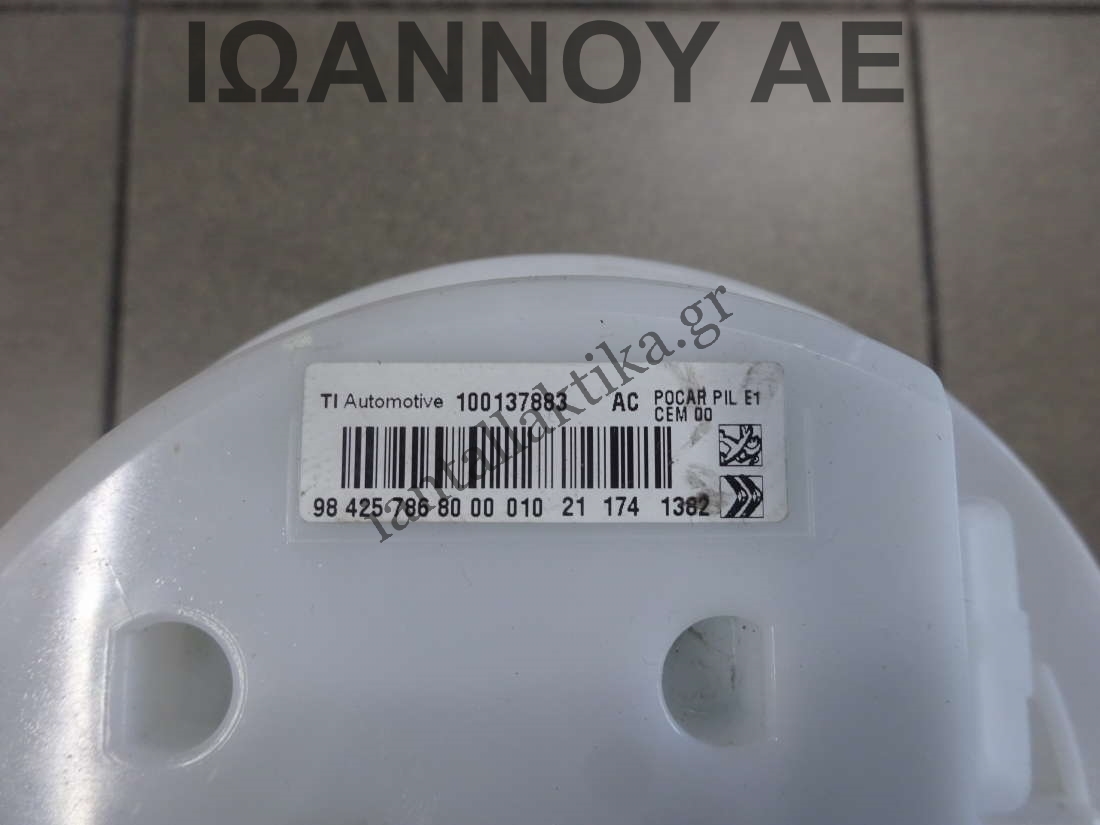 ΙΩΑΝΝΟΥ ΑΕ
iantallaktika.gr
TI Automotive 100137883 AC POCAR PIL E1
CEM 00
98 425 786 80 00 010 21 174 1382